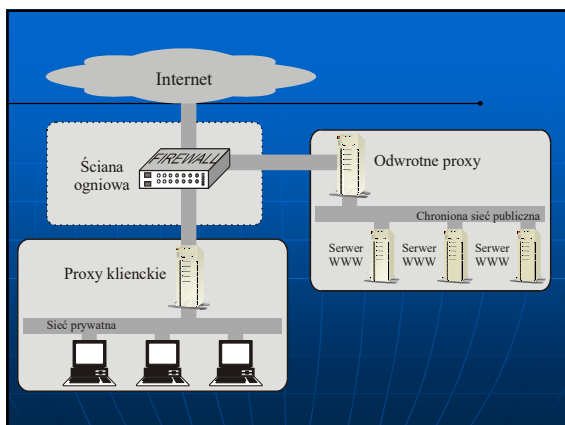 Internet
Ściana
ogniowa
FIREWALL
Odwrotne proxy
Chroniona sieć publiczna
Serwer
WWW
Serwer
WWW
Serwer
WWW
Proxy klienckie
Sieć prywatna